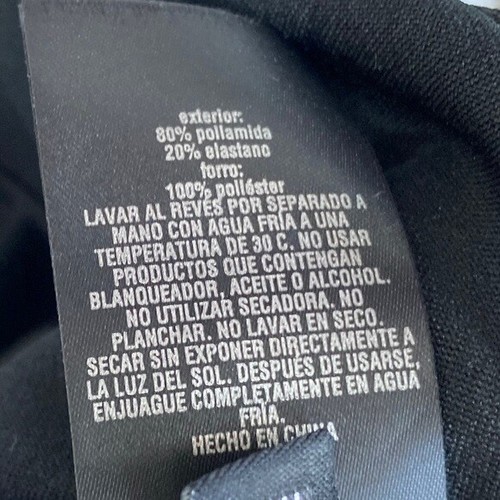 exterior:
80% poliamida
20% elastano
forro:
100% poliéster
LAVAR AL REVÉS POR SEPARADO A
MANO CON AGUA FRÍA A UNA
TEMPERATURA DE 30 C. NO USAR
PRODUCTOS QUE CONTENGAN
BLANQUEADOR, ACEITE O ALCOHOL.
NO UTILIZAR SECADORA. NO
PLANCHAR. NO LAVAR EN SECO.
SECAR SIN EXPONER DIRECTAMENTE A
LA LUZ DEL SOL. DESPUÉS DE USARSE,
ENJUAGUE COMPLETAMENTE EN AGUA
FRÍA.
HECHO EN CHINA